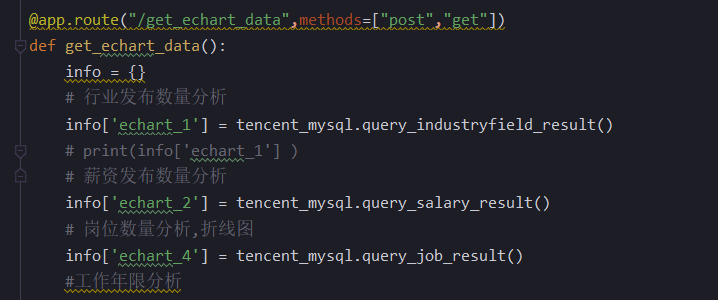 @app.route("/get_echart_data",methods=["post","get"])
def get_echart_data():
    info = {}
    # 行业发布数量分析
    info['echart_1'] = tencent_mysql.query_industryfield_result()
    # print(info['echart_1'] )
    # 薪资发布数量分析
    info['echart_2'] = tencent_mysql.query_salary_result()
    # 岗位数量分析,折线图
    info['echart_4'] = tencent_mysql.query_job_result()
    #工作年限分析